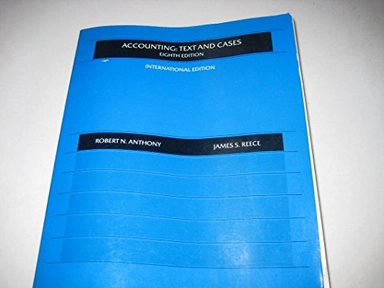 ACCOUNTING: TEXT AND CASES
EIGHTH EDITION
INTERNATIONAL EDITION
ROBERT N. ANTHONY JAMES S. REECE